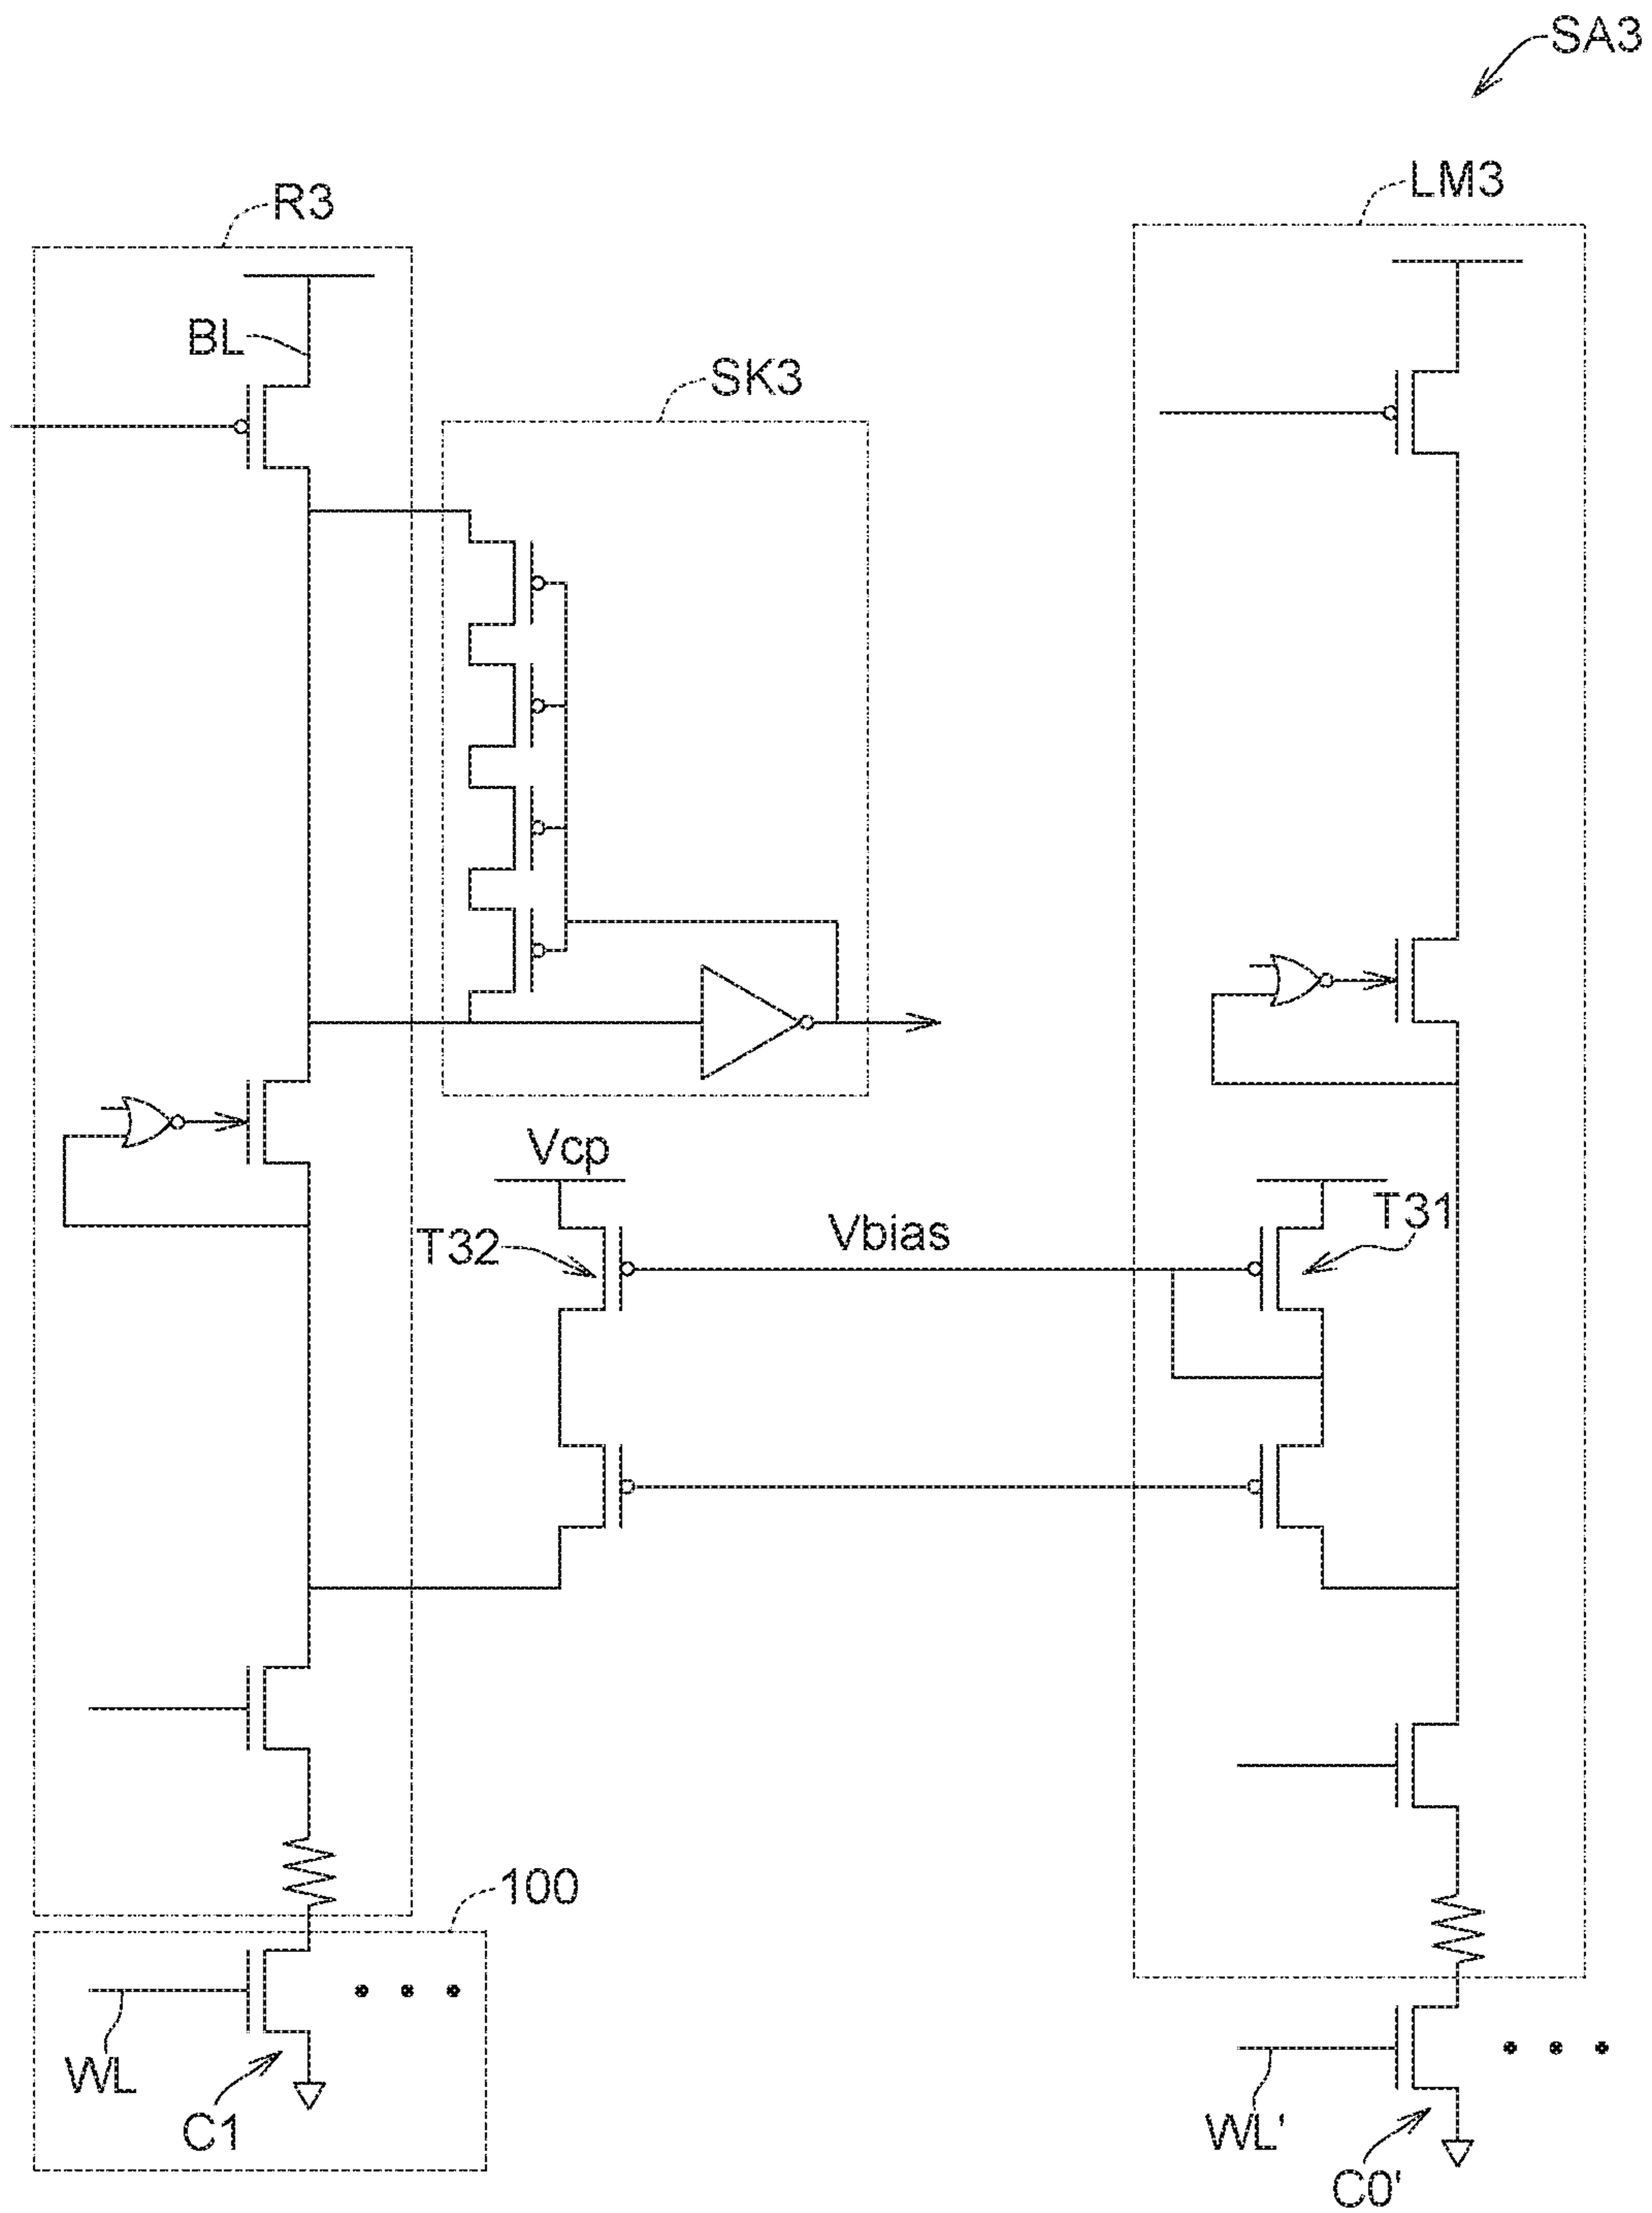 SA3
LM3
R3
BL
SK3
Vcp
T31
Vbias
T32
100
WL
C1
WL'
C0'